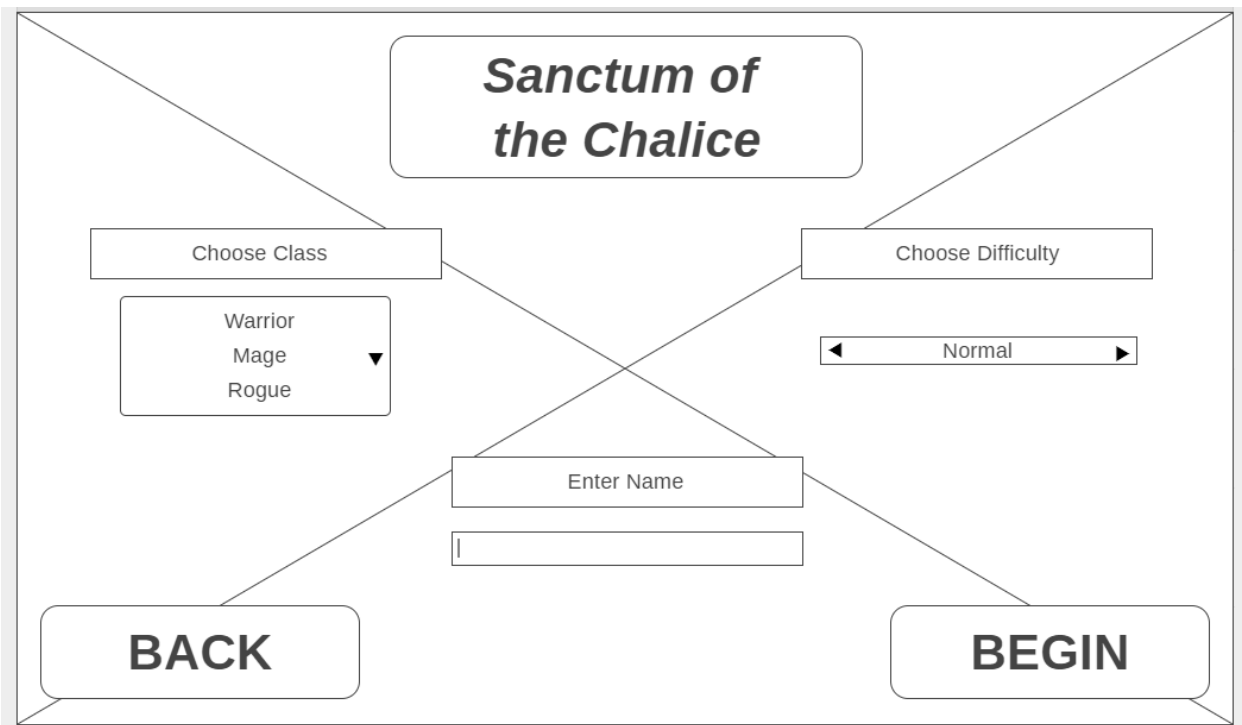 Sanctum of
the Chalice
Choose Class
Choose Difficulty
Warrior
Mage
Rogue
Normal
Enter Name
BACK
BEGIN